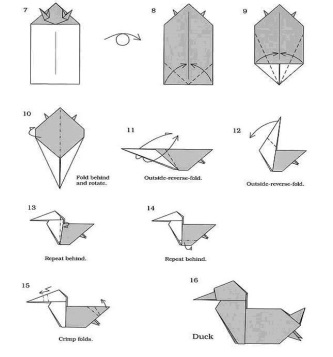 7
8
9
10
Fold behind
and rotate.
11
Outside-reverse-fold.
12
Outside-reverse-fold.
13
Repeat behind.
14
Repeat behind.
15
Crimp folds.
16
Duck